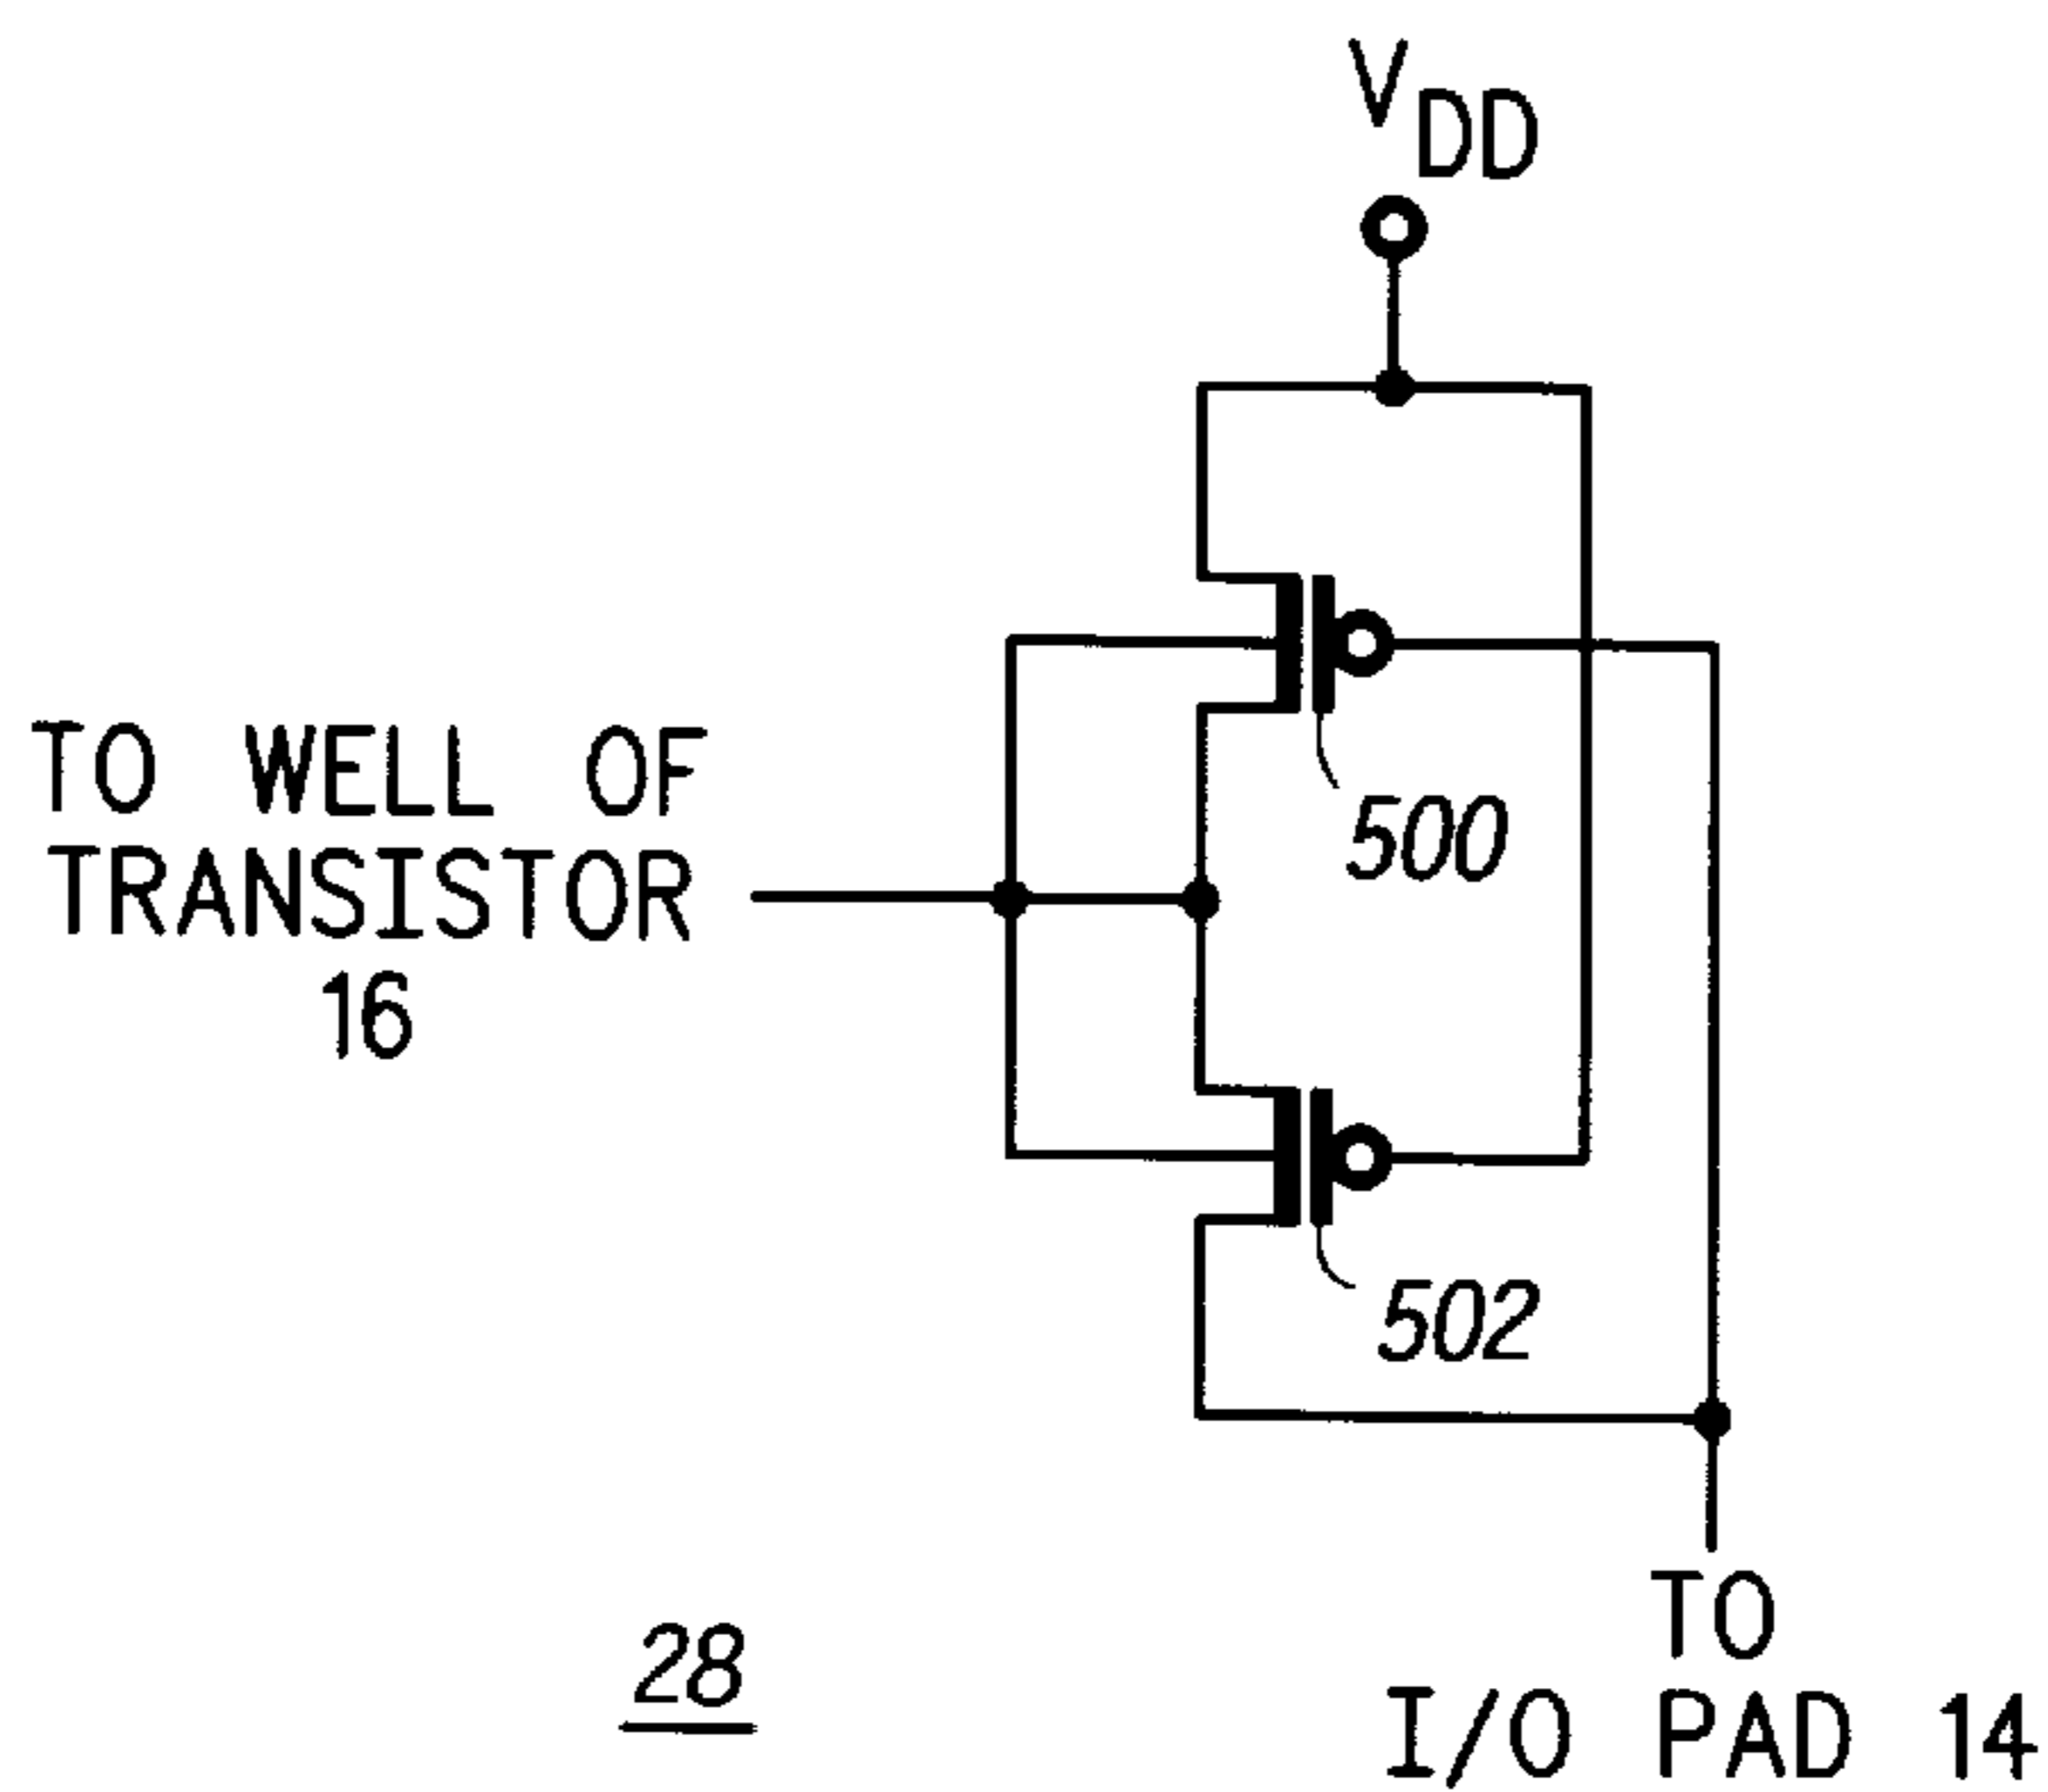 VDD
TO WELL OF
TRANSISTOR
16
500
502
28
TO
I/O PAD 14